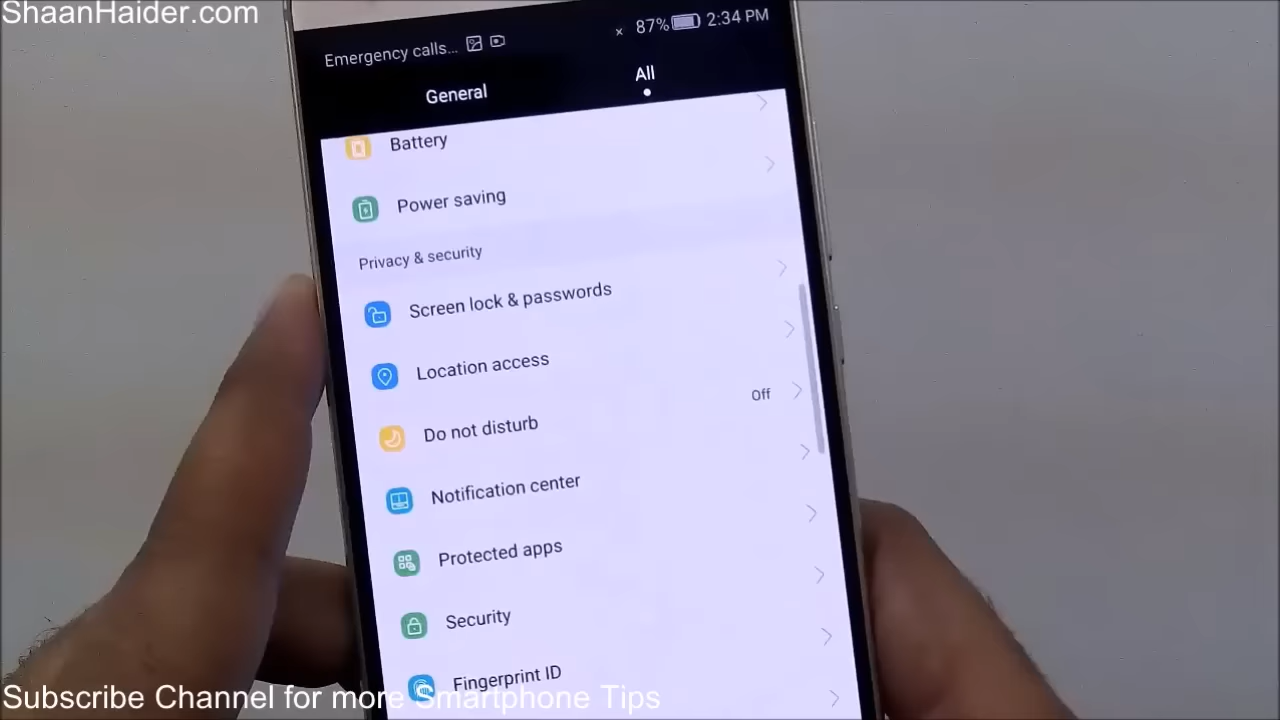 ShaanHaider.com
Emergency calls... 87% 2:34 PM
General All
Battery
Power saving
Privacy & security
Screen lock & passwords
Location access
Do not disturb Off
Notification center
Protected apps
Security
Fingerprint ID
Subscribe Channel for more Smartphone Tips